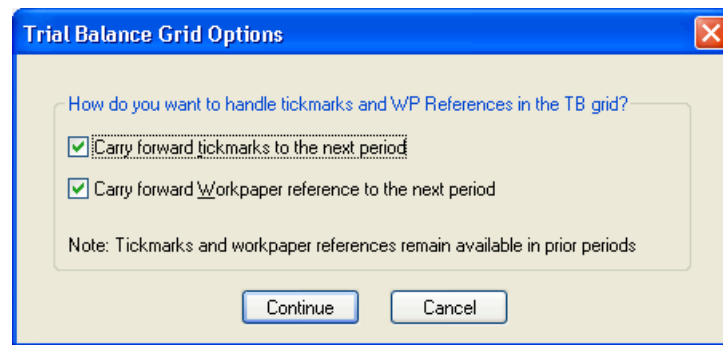 Trial Balance Grid Options
How do you want to handle tickmarks and WP References in the TB grid?
Carry forward tickmarks to the next period
Carry forward Workpaper reference to the next period
Note: Tickmarks and workpaper references remain available in prior periods
Continue Cancel